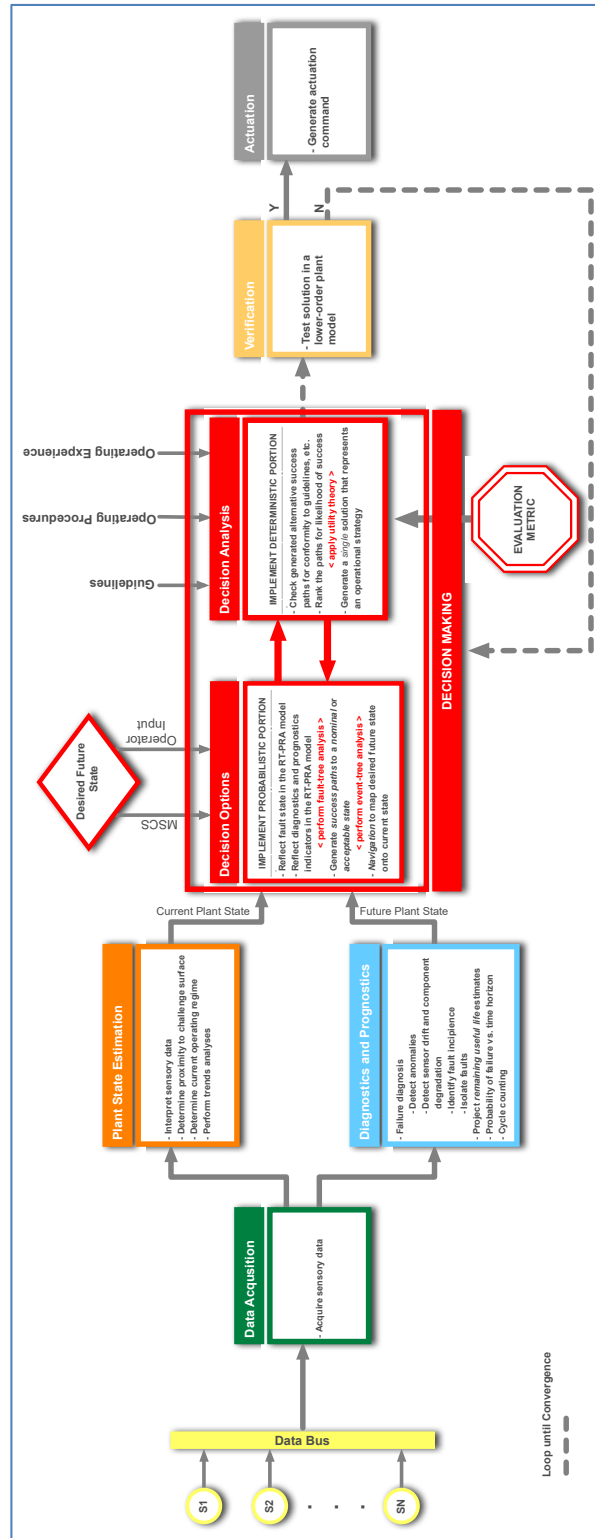 S1
S2
SN
Data Bus
Data Acqusition
- Acquire sensory data
Plant State Estimation
- Interpret sensory data
- Determine proximity to challenge surface
- Determine current operating regime
- Perform trends analyses
Diagnostics and Prognostics
- Failure diagnosis
- Detect anomalies
- Detect sensor drift and component
degradation
- Identify fault incipience
- Isolate faults
- Project remaining useful life estimates
- Probability of failure vs. time horizon
- Cycle counting
Current Plant State
Future Plant State
Desired Future
State
MSCS
Operator
Input
Decision Options
IMPLEMENT PROBABILISTIC PORTION
- Reflect fault state in the RT-PRA model
- Reflect diagnostics and prognostics
indicators in the RT-PRA model
< perform fault-tree analysis >
- Generate success paths to a nominal or
acceptable state
< perform event-tree analysis >
- Navigation to map desired future state
onto current state
Guidelines
Operating Procedures
Operating Experience
Decision Analysis
IMPLEMENT DETERMINISTIC PORTION
- Check generated alternative success
paths for conformity to guidelines, etc.
- Rank the paths for likelihood of success
< apply utility theory >
- Generate a single solution that represents
an operational strategy
DECISION MAKING
EVALUATION
METRIC
Verification
- Test solution in a
lower-order plant
model
Y
N
Actuation
- Generate actuation
command
Loop until Convergence